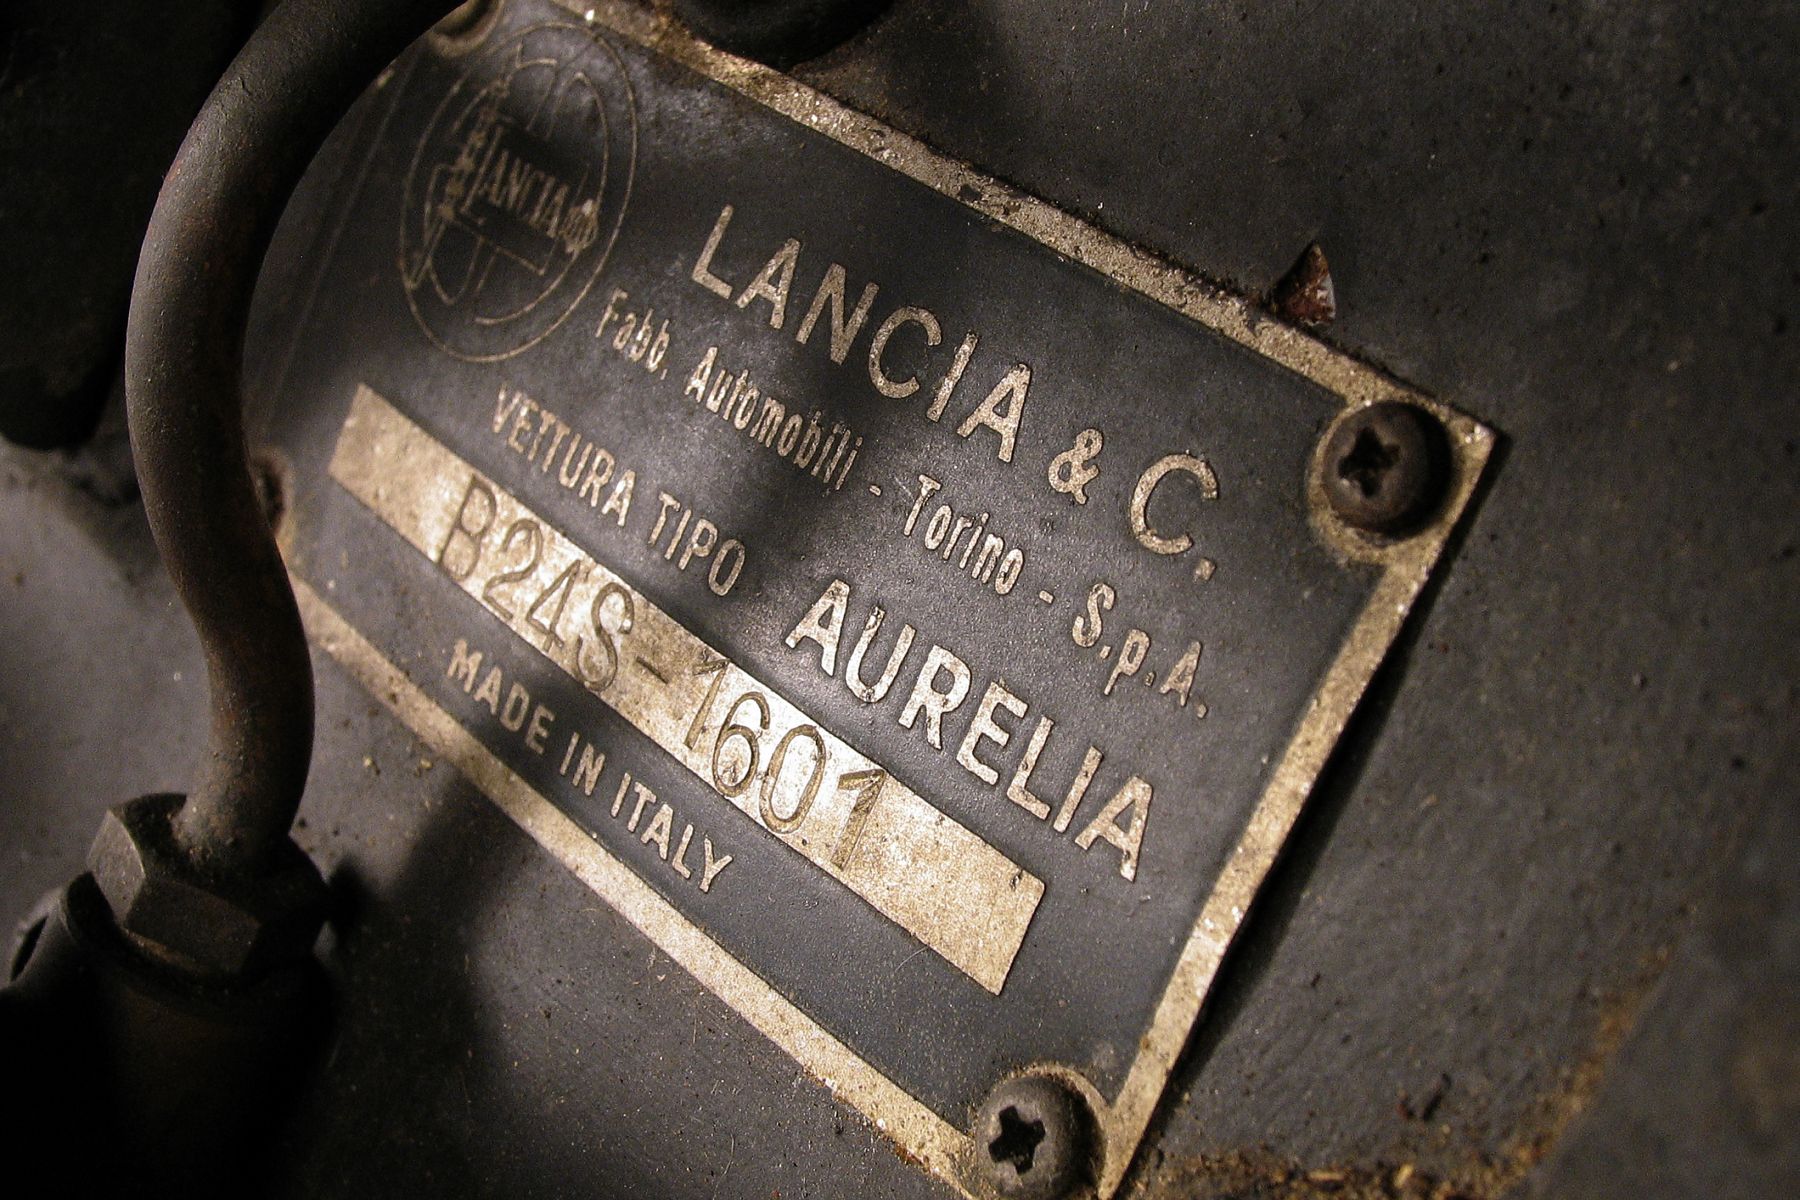 LANCIA
LANCIA & C.
Fabb. Automobili - Torino - S.p.A.
VETTURA TIPO AURELIA
B24S-1601
MADE IN ITALY